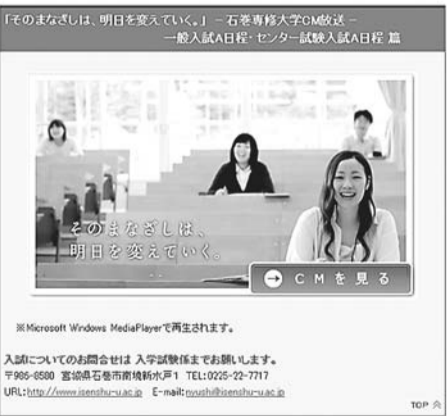 「そのまなざしは、明日を変えていく。」 －石巻専修大学CM放送－
一般入試A日程・センター試験入試A日程 篇
そのまなざしは、
明日を変えていく。
CMを見る
※Microsoft Windows MediaPlayerで再生されます。
入試についてのお問合せは 入学試験係までお願いします。
〒986-8580 宮城県石巻市南境新水戸1 TEL:0225-22-7717
URL:http://www.isenshu-u.ac.jp E-mail:nyushi@isenshu-u.ac.jp
TOP